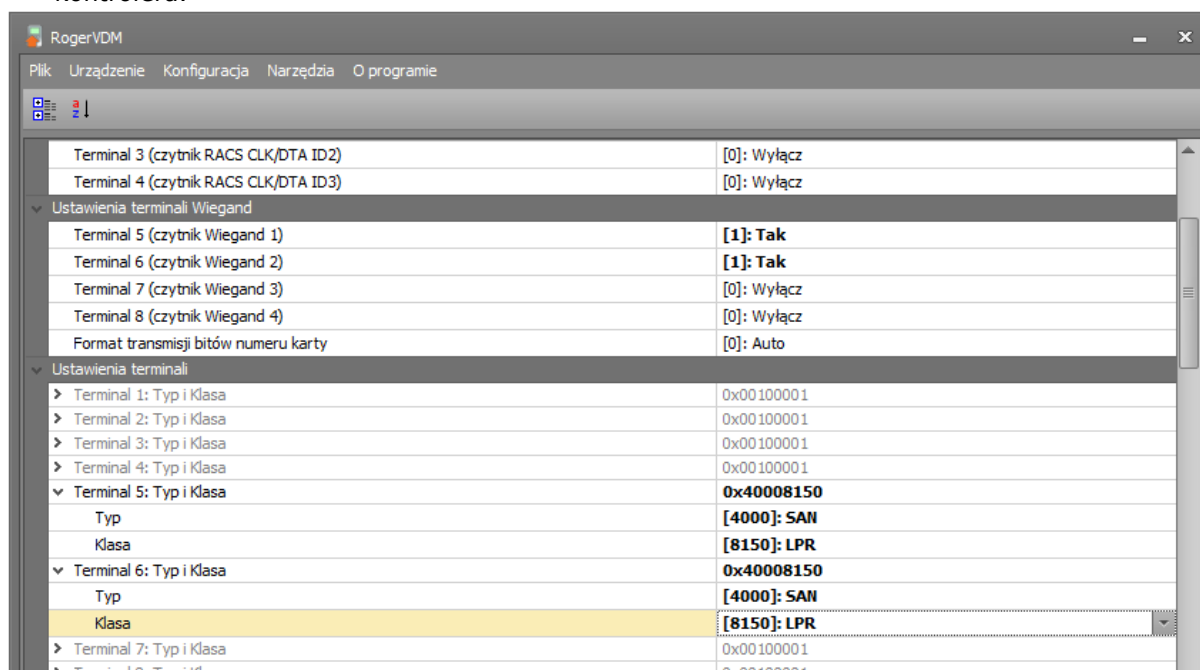 RogerVDM
Plik Urządzenie Konfiguracja Narzędzia O programie
Terminal 3 (czytnik RACS CLK/DTA ID2) [0]: Wyłącz
Terminal 4 (czytnik RACS CLK/DTA ID3) [0]: Wyłącz
Ustawienia terminali Wiegand
Terminal 5 (czytnik Wiegand 1) [1]: Tak
Terminal 6 (czytnik Wiegand 2) [1]: Tak
Terminal 7 (czytnik Wiegand 3) [0]: Wyłącz
Terminal 8 (czytnik Wiegand 4) [0]: Wyłącz
Format transmisji bitów numeru karty [0]: Auto
Ustawienia terminali
Terminal 1: Typ i Klasa 0x00100001
Terminal 2: Typ i Klasa 0x00100001
Terminal 3: Typ i Klasa 0x00100001
Terminal 4: Typ i Klasa 0x00100001
Terminal 5: Typ i Klasa 0x40008150
Typ [4000]: SAN
Klasa [8150]: LPR
Terminal 6: Typ i Klasa 0x40008150
Typ [4000]: SAN
Klasa [8150]: LPR
Terminal 7: Typ i Klasa 0x00100001